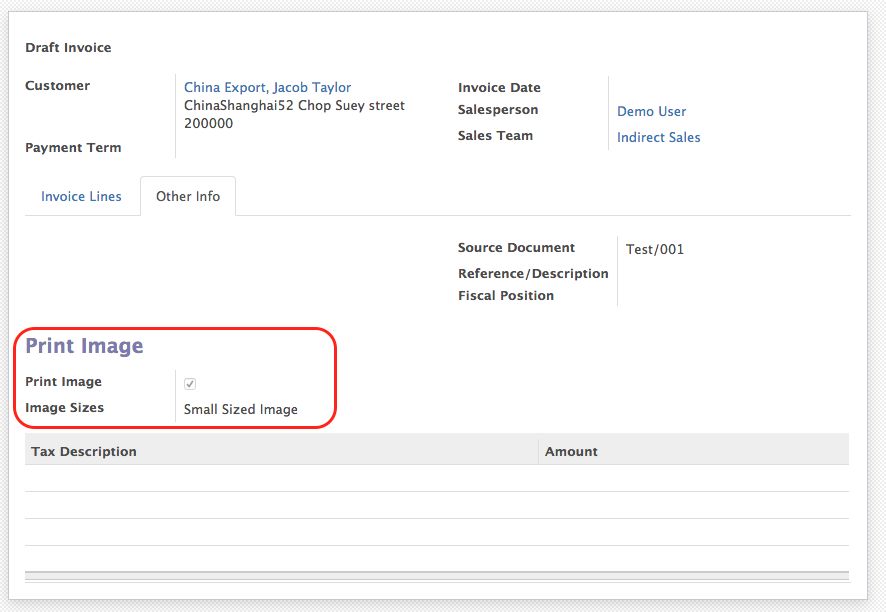 Draft Invoice
Customer
China Export, Jacob Taylor
ChinaShanghai52 Chop Suey street
200000
Payment Term
Invoice Date
Salesperson
Demo User
Sales Team
Indirect Sales
Invoice Lines
Other Info
Source Document
Test/001
Reference/Description
Fiscal Position
Print Image
Print Image
Image Sizes
Small Sized Image
Tax Description
Amount